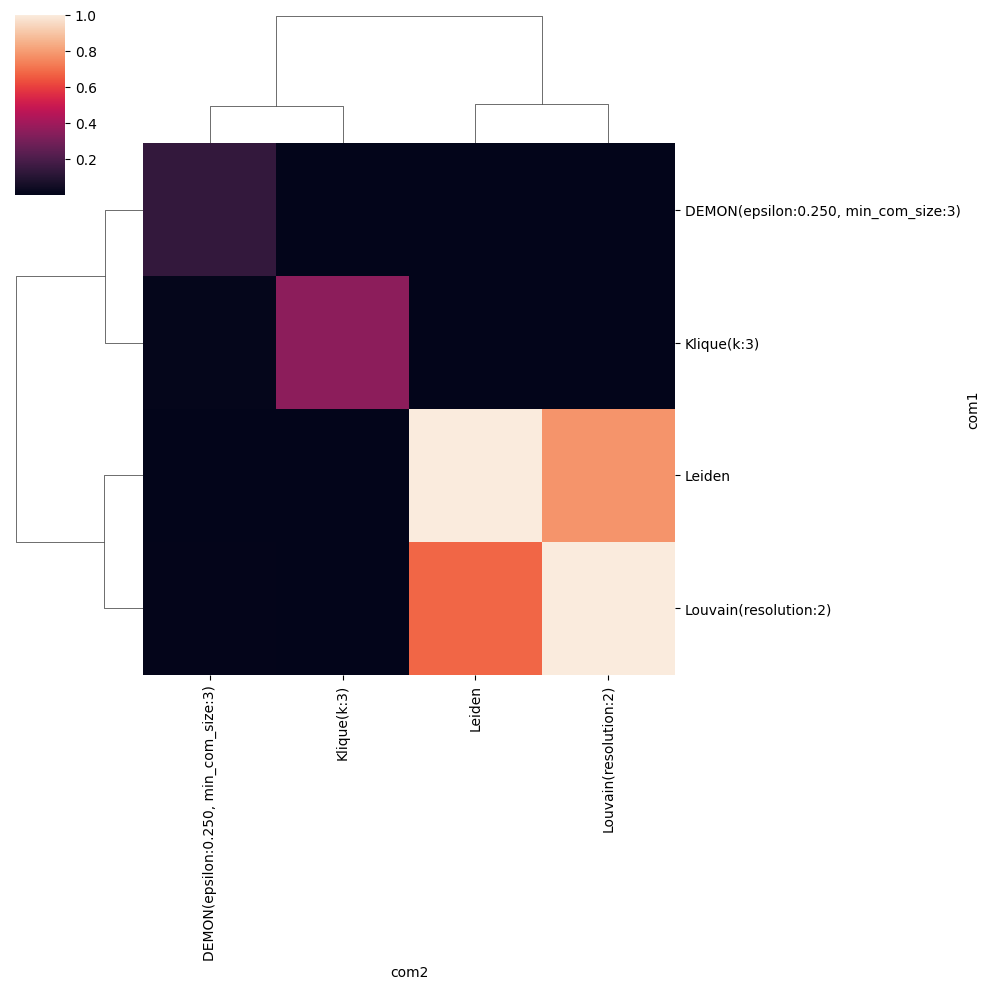 1.0
0.8
0.6
0.4
0.2
DEMON(epsilon:0.250, min_com_size:3)
Klique(k:3)
Leiden
Louvain(resolution:2)
com1
DEMON(epsilon:0.250, min_com_size:3)
Klique(k:3)
Leiden
Louvain(resolution:2)
com2